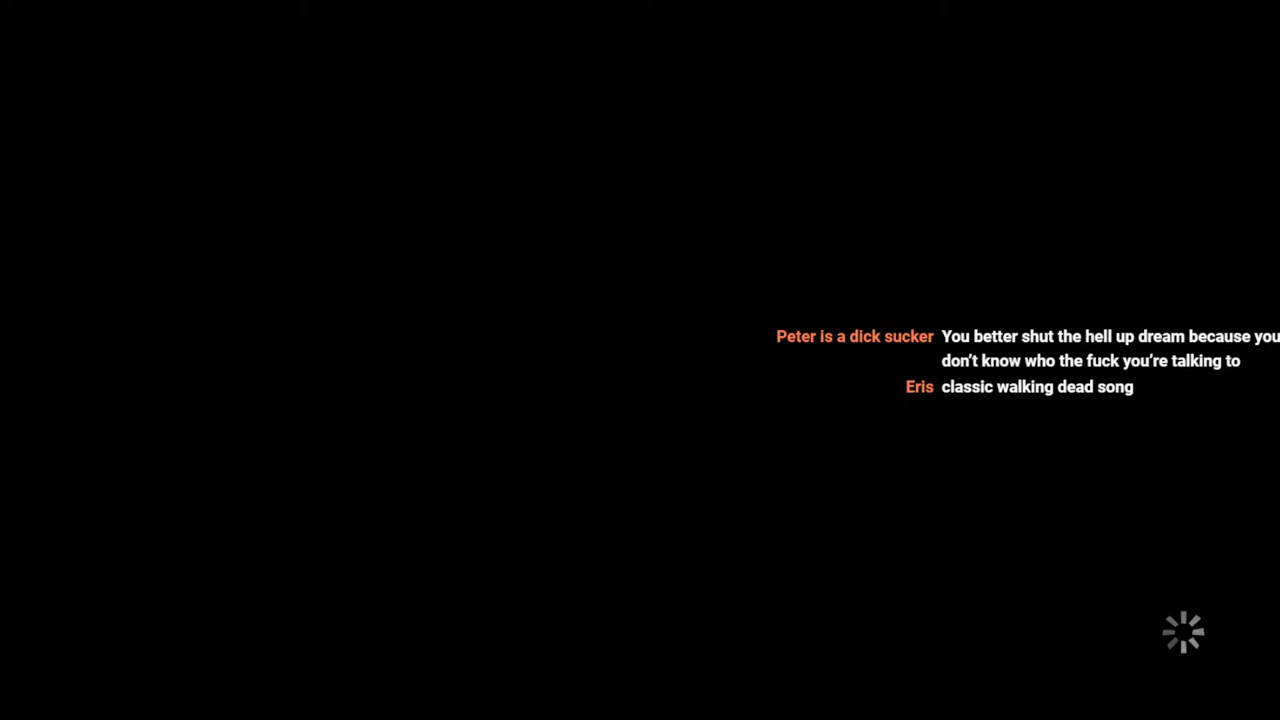 Peter is a dick sucker You better shut the hell up dream because you
don’t know who the fuck you’re talking to
Eris classic walking dead song